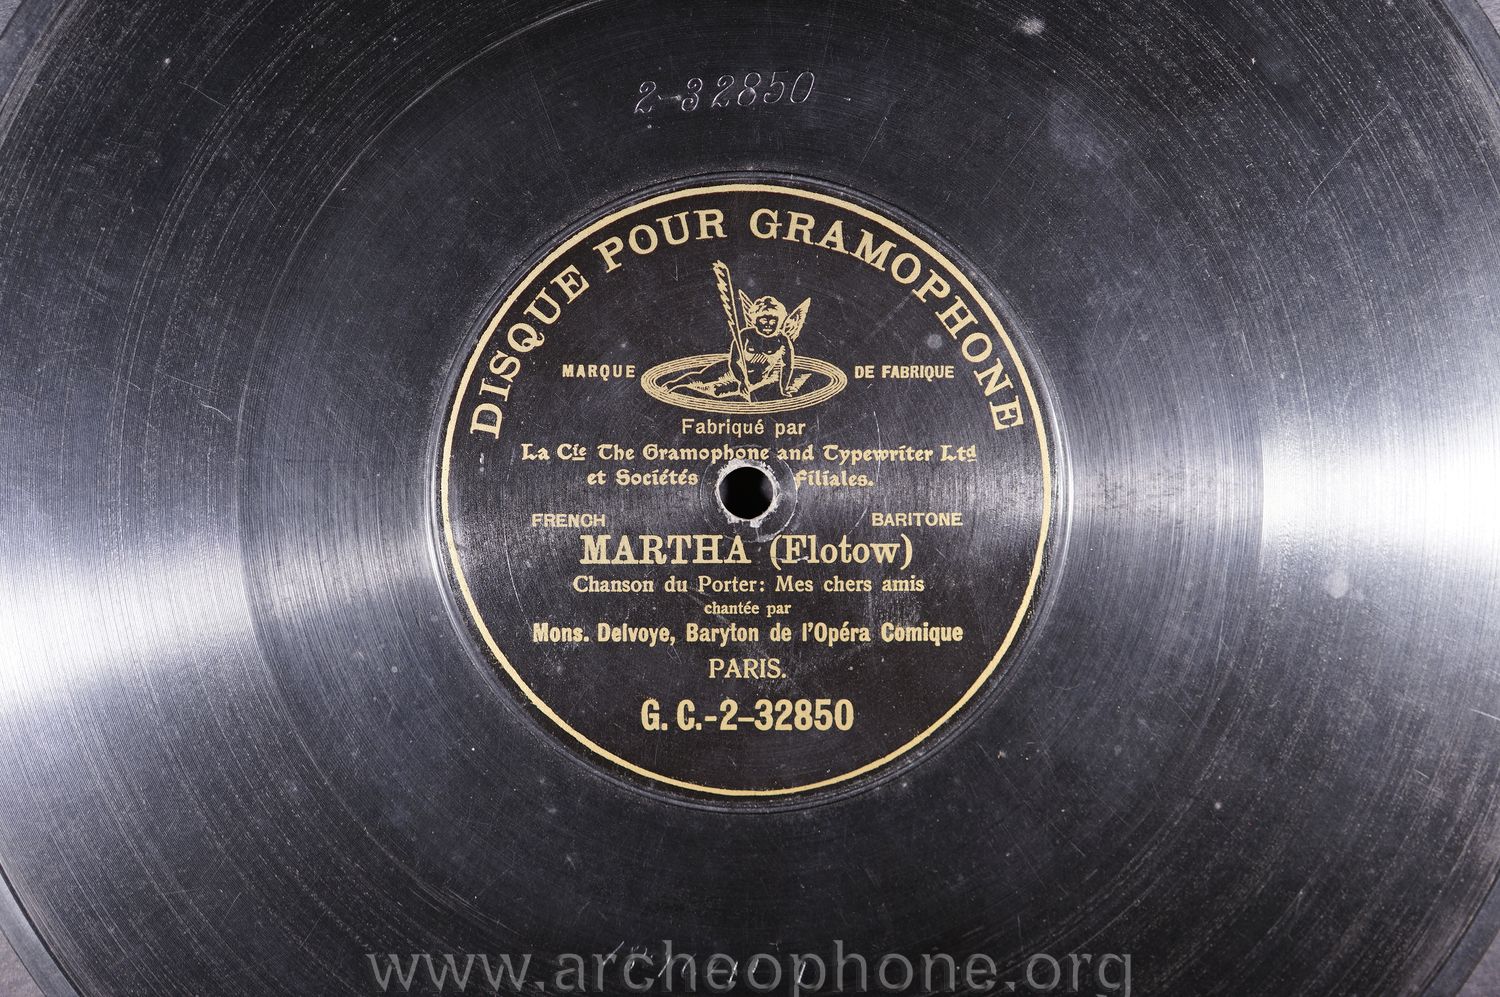 2-32850
DISQUE POUR GRAMOPHONE
MARQUE DE FABRIQUE
Fabriqué par
La Cie The Gramophone and Typewriter Ltd
et Sociétés filiales.
FRENCH BARITONE
MARTHA (Flotow)
Chanson du Porter: Mes chers amis
chantée par
Mons. Delvoye, Baryton de l'Opéra Comique
PARIS.
G. C.-2-32850
www.archeophone.org